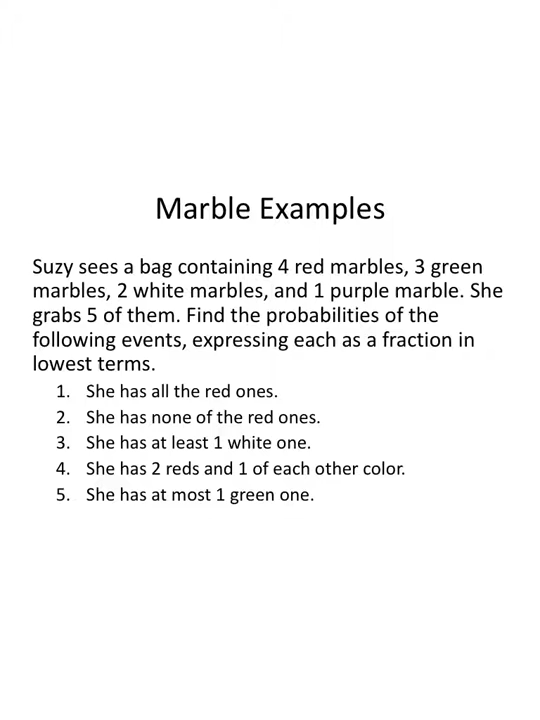 Marble Examples
Suzy sees a bag containing 4 red marbles, 3 green
marbles, 2 white marbles, and 1 purple marble. She
grabs 5 of them. Find the probabilities of the
following events, expressing each as a fraction in
lowest terms.
1. She has all the red ones.
2. She has none of the red ones.
3. She has at least 1 white one.
4. She has 2 reds and 1 of each other color.
5. She has at most 1 green one.